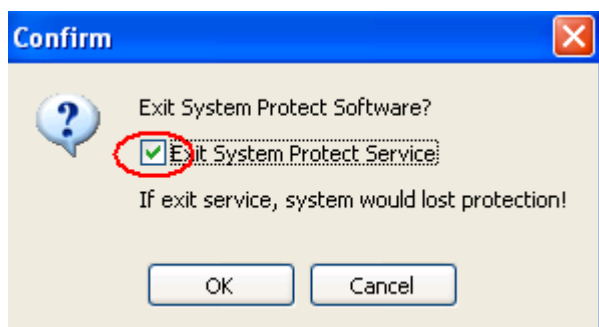 Confirm
Exit System Protect Software?
Exit System Protect Service
If exit service, system would lost protection!
OK
Cancel